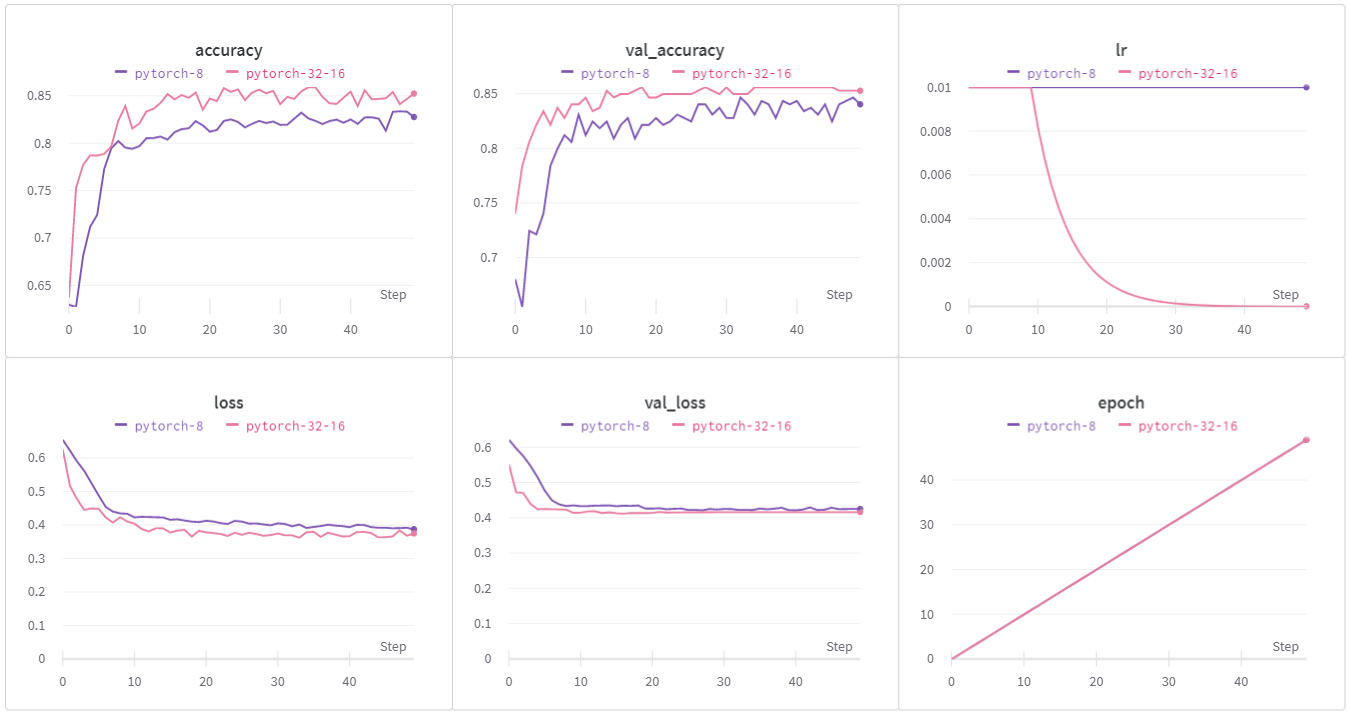 accuracy
pytorch-8 pytorch-32-16
0.85
0.8
0.75
0.7
0.65
Step
0 10 20 30 40
val_accuracy
pytorch-8 pytorch-32-16
0.85
0.8
0.75
0.7
Step
0 10 20 30 40
lr
pytorch-8 pytorch-32-16
0.01
0.008
0.006
0.004
0.002
Step
0
0 10 20 30 40
loss
pytorch-8 pytorch-32-16
0.6
0.5
0.4
0.3
0.2
0.1
Step
0
0 10 20 30 40
val_loss
pytorch-8 pytorch-32-16
0.6
0.5
0.4
0.3
0.2
0.1
Step
0
0 10 20 30 40
epoch
pytorch-8 pytorch-32-16
40
30
20
10
Step
0
0 10 20 30 40